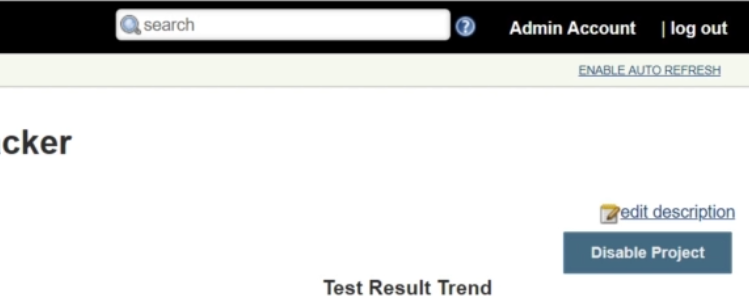 search ? Admin Account | log out
ENABLE AUTO REFRESH
cker
edit description
Disable Project
Test Result Trend